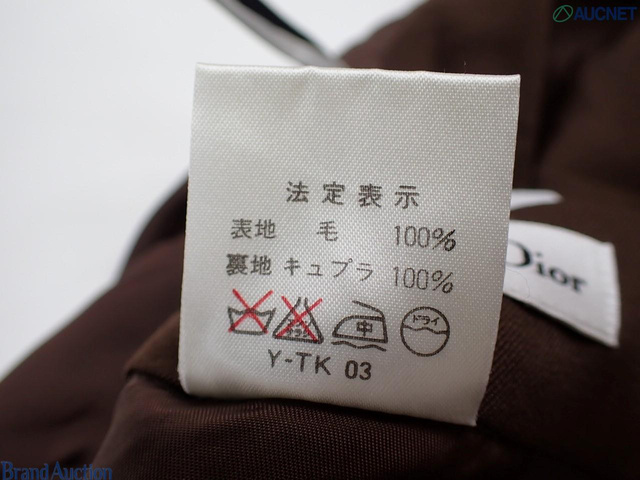 AUCNET
法定表示
表地 毛 100%
裏地 キュプラ 100%
中 ドライ
Y-TK 03
Dior
Brand Auction